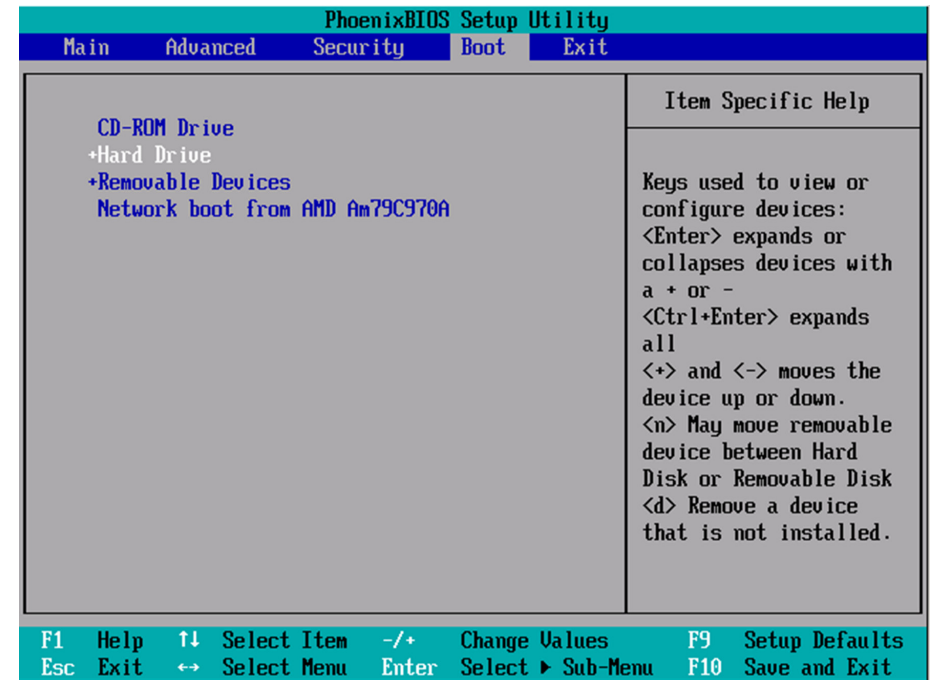 PhoenixBIOS Setup Utility
Main Advanced Security Boot Exit
CD-ROM Drive
+Hard Drive
+Removable Devices
Network boot from AMD Am79C970A
Item Specific Help
Keys used to view or
configure devices:
<Enter> expands or
collapses devices with
a + or -
<Ctrl+Enter> expands
all
<+> and <-> moves the
device up or down.
<n> May move removable
device between Hard
Disk or Removable Disk
<d> Remove a device
that is not installed.
F1 Help ↑↓ Select Item -/+ Change Values F9 Setup Defaults
Esc Exit ↔ Select Menu Enter Select ▶ Sub-Menu F10 Save and Exit